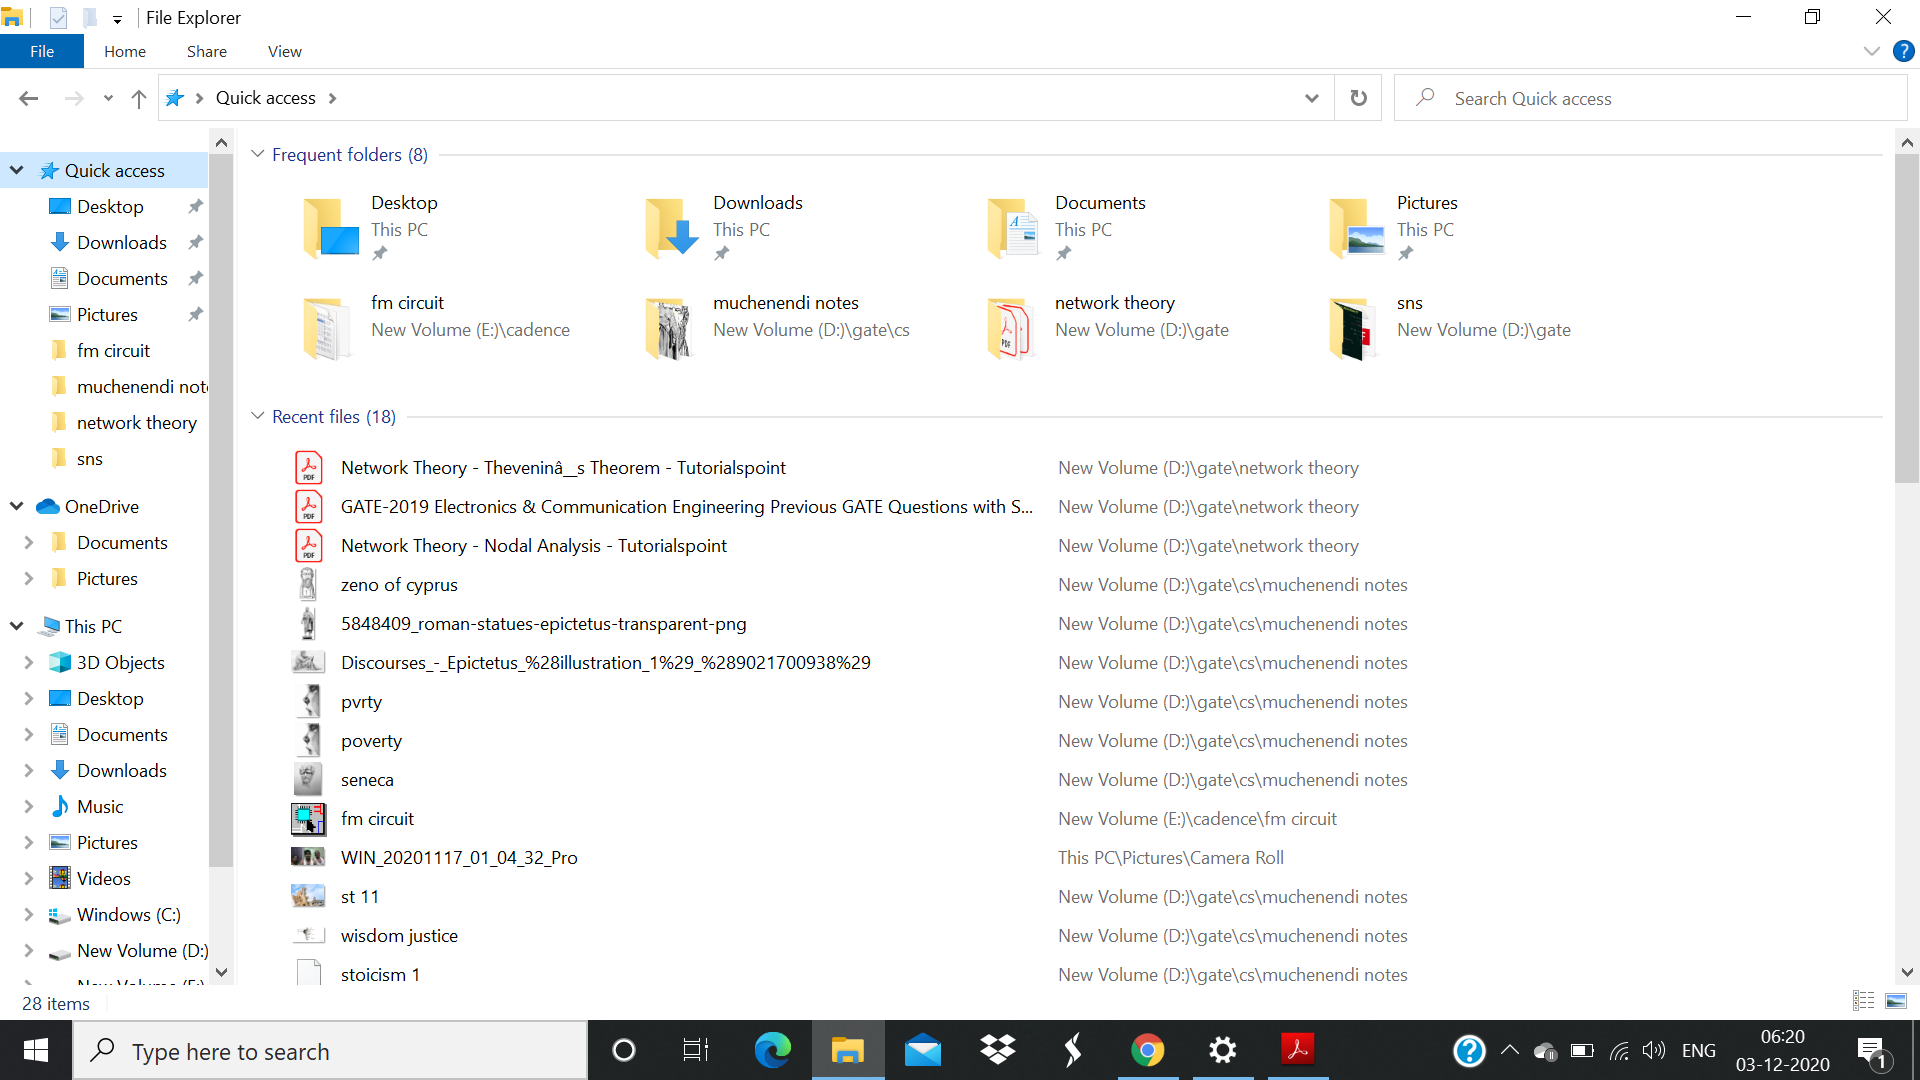 File Explorer
File Home Share View
Quick access
Search Quick access
Quick access
Desktop
Downloads
Documents
Pictures
fm circuit
muchenendi not
network theory
sns
OneDrive
Documents
Pictures
This PC
3D Objects
Desktop
Documents
Downloads
Music
Pictures
Videos
Windows (C:)
New Volume (D:)
New Volume (E:)
Frequent folders (8)
Desktop
This PC
Downloads
This PC
Documents
This PC
Pictures
This PC
fm circuit
New Volume (E:)\cadence
muchenendi notes
New Volume (D:)\gate\cs
network theory
New Volume (D:)\gate
sns
New Volume (D:)\gate
Recent files (18)
Network Theory - Theveninâ__s Theorem - Tutorialspoint New Volume (D:)\gate\network theory
GATE-2019 Electronics & Communication Engineering Previous GATE Questions with S... New Volume (D:)\gate\network theory
Network Theory - Nodal Analysis - Tutorialspoint New Volume (D:)\gate\network theory
zeno of cyprus New Volume (D:)\gate\cs\muchenendi notes
5848409_roman-statues-epictetus-transparent-png New Volume (D:)\gate\cs\muchenendi notes
Discourses_-_Epictetus_%28illustration_1%29_%289021700938%29 New Volume (D:)\gate\cs\muchenendi notes
pvrty New Volume (D:)\gate\cs\muchenendi notes
poverty New Volume (D:)\gate\cs\muchenendi notes
seneca New Volume (D:)\gate\cs\muchenendi notes
fm circuit New Volume (E:)\cadence\fm circuit
WIN_20201117_01_04_32_Pro This PC\Pictures\Camera Roll
st 11 New Volume (D:)\gate\cs\muchenendi notes
wisdom justice New Volume (D:)\gate\cs\muchenendi notes
stoicism 1 New Volume (D:)\gate\cs\muchenendi notes
28 items
Type here to search
ENG
06:20
03-12-2020
1